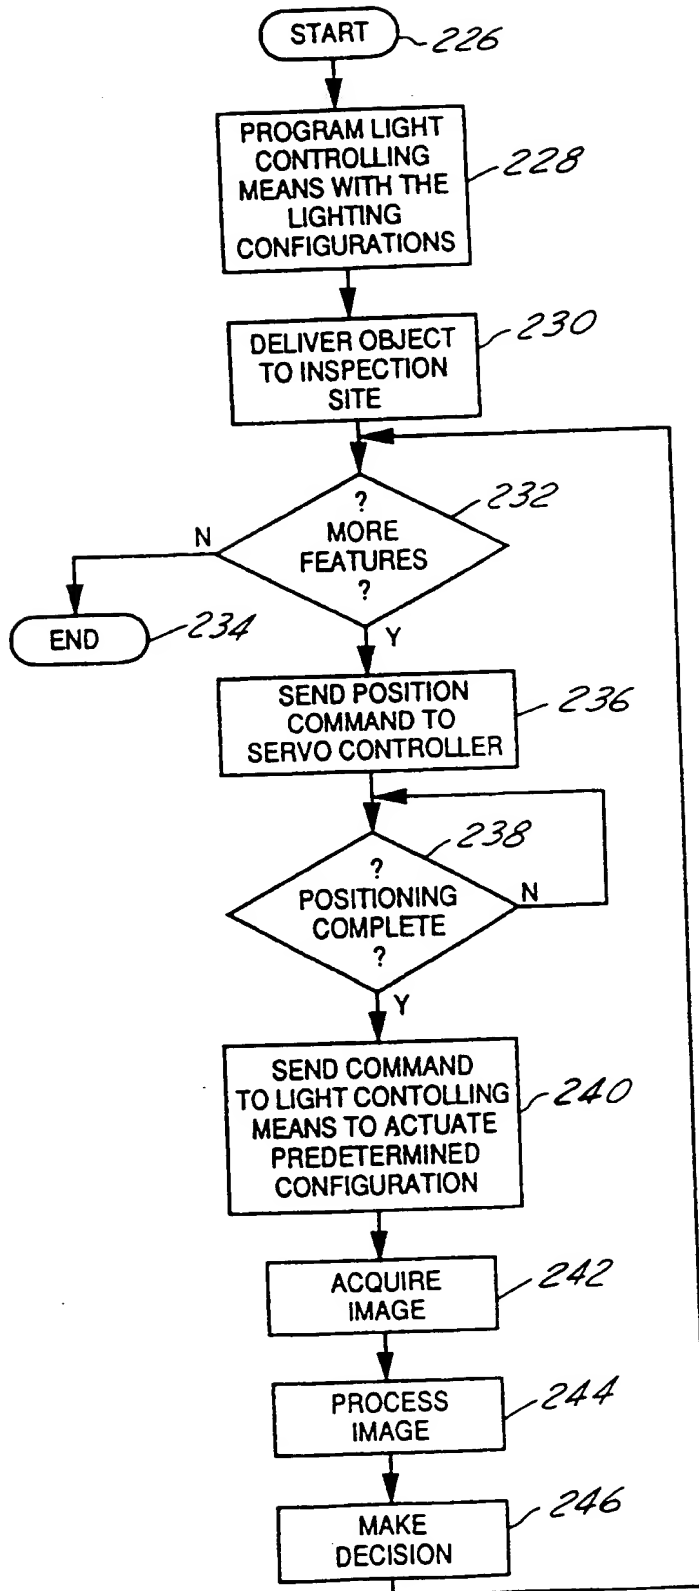 START
226
PROGRAM LIGHT
CONTROLLING
MEANS WITH THE
LIGHTING
CONFIGURATIONS
228
DELIVER OBJECT
TO INSPECTION
SITE
230
?
MORE
FEATURES
?
232
N
END
234
Y
SEND POSITION
COMMAND TO
SERVO CONTROLLER
236
?
POSITIONING
COMPLETE
?
238
N
Y
SEND COMMAND
TO LIGHT CONTOLLING
MEANS TO ACTUATE
PREDETERMINED
CONFIGURATION
240
ACQUIRE
IMAGE
242
PROCESS
IMAGE
244
MAKE
DECISION
246